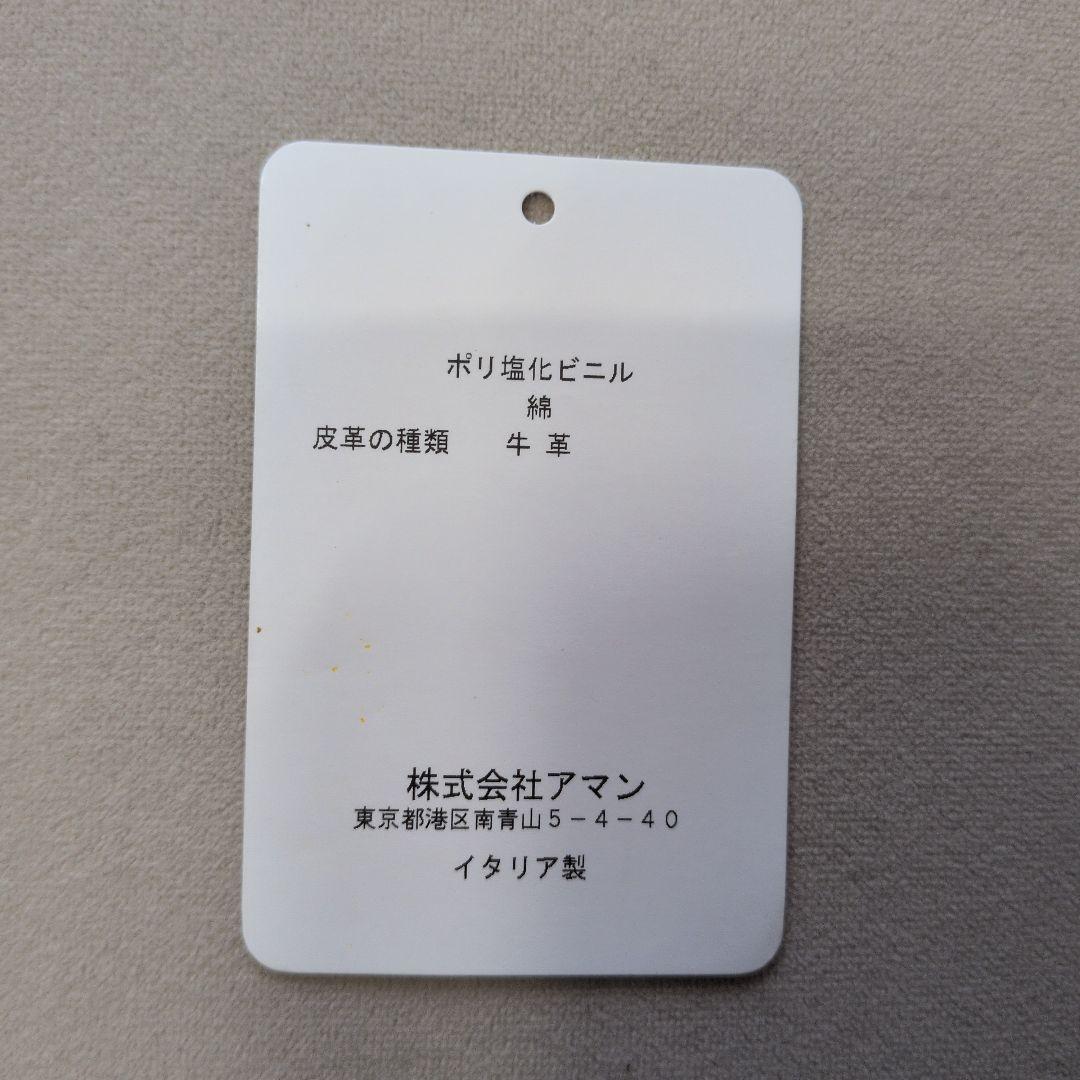 ポリ塩化ビニル
綿
皮革の種類　　牛 革
株式会社アマン
東京都港区南青山５－４－４０
イタリア製